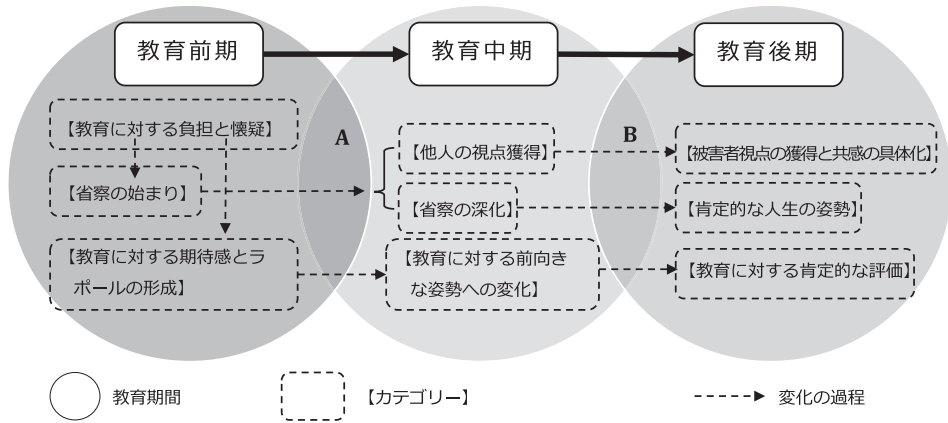 教育前期
教育中期
教育後期
A
B
【教育に対する負担と懐疑】
【省察の始まり】
【教育に対する期待感とラ
ポールの形成】
【他人の視点獲得】
【省察の深化】
【教育に対する前向き
な姿勢への変化】
【被害者視点の獲得と共感の具体化】
【肯定的な人生の姿勢】
【教育に対する肯定的な評価】
教育期間
【カテゴリー】
変化の過程